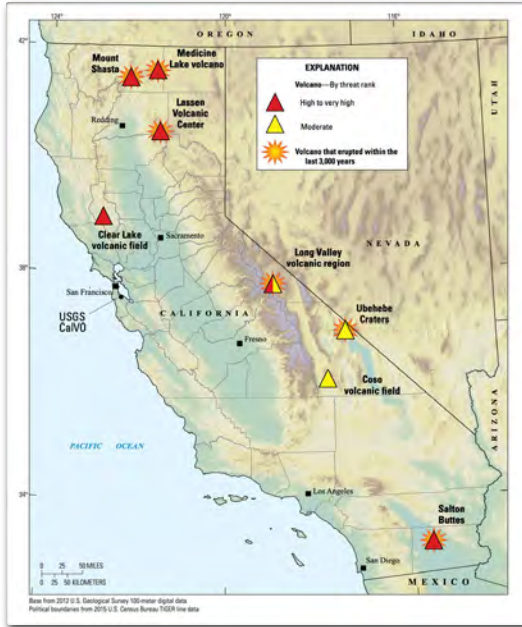 124°
120°
116°
OREGON
IDAHO
42°
Mount
Shasta
Medicine
Lake volcano
EXPLANATION
Volcano—By threat rank
High to very high
Moderate
Volcano that erupted within the
last 3,000 years
UTAH
Lassen
Volcanic
Center
Redding
Clear Lake
volcanic field
Sacramento
NEVADA
38°
Long Valley
volcanic region
San Francisco
USGS
CalVO
CALIFORNIA
Ubehebe
Craters
Fresno
Coso
volcanic field
ARIZONA
PACIFIC OCEAN
34°
Los Angeles
Salton
Buttes
San Diego
MEXICO
0 25 50 MILES
0 25 50 KILOMETERS
Base from 2012 U.S. Geological Survey 100-meter digital data
Political boundaries from 2015 U.S. Census Bureau TIGER line data